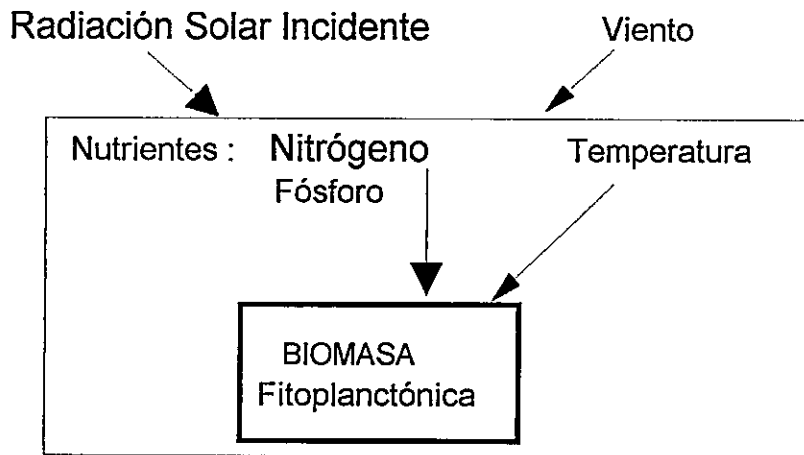 Radiación Solar Incidente Viento
Nutrientes : Nitrógeno Temperatura
Fósforo
BIOMASA
Fitoplanctónica